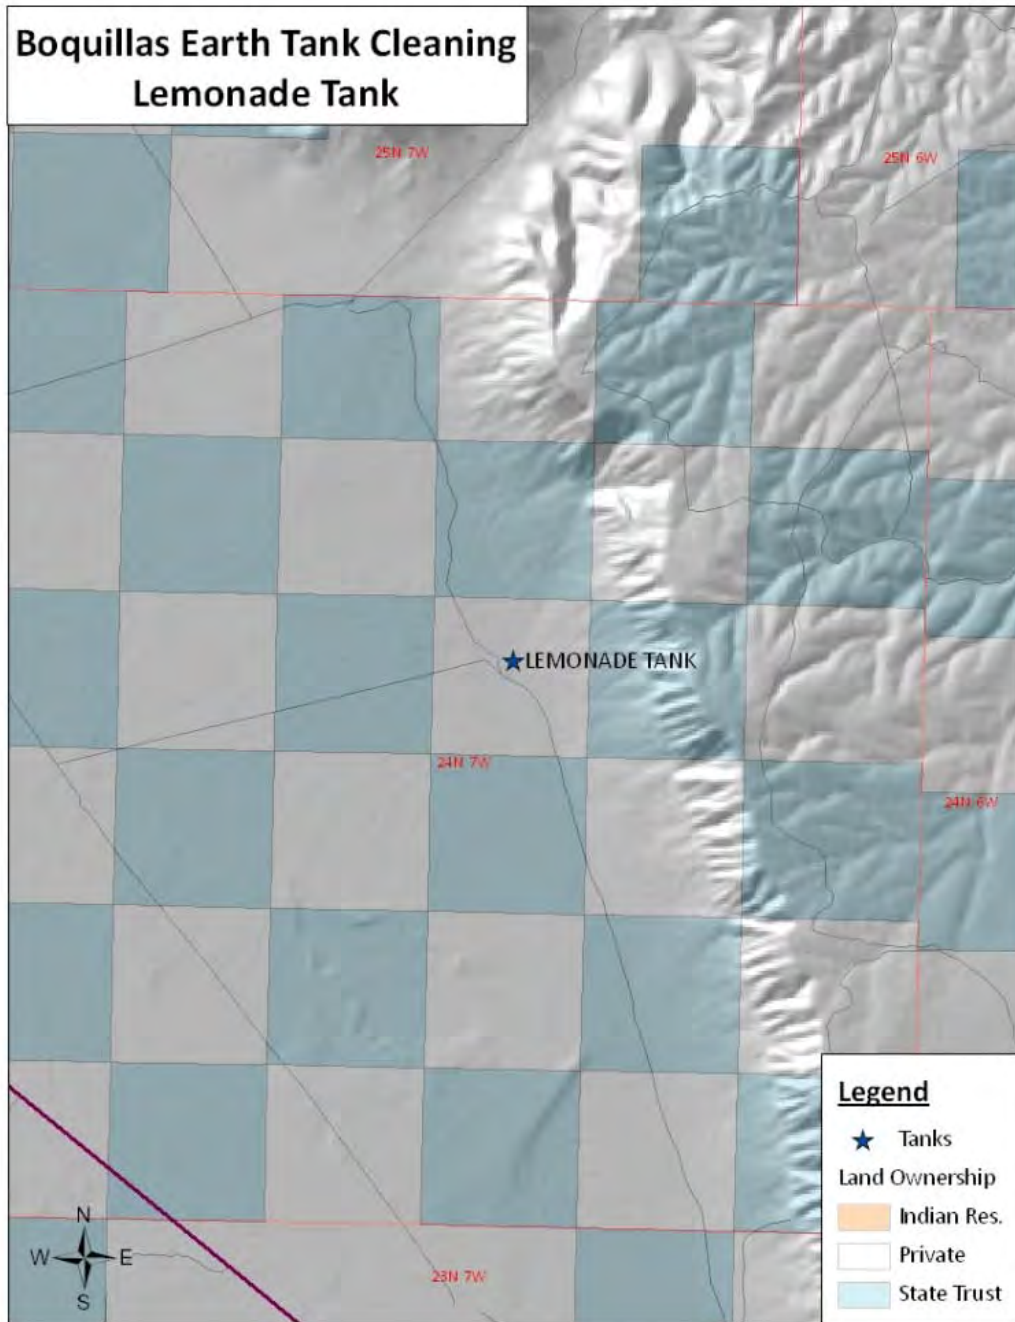 Boquillas Earth Tank Cleaning
Lemonade Tank
25N 7W
25N 6W
LEMONADE TANK
24N 7W
24N 6W
23N 7W
N
W E
S
Legend
Tanks
Land Ownership
Indian Res.
Private
State Trust